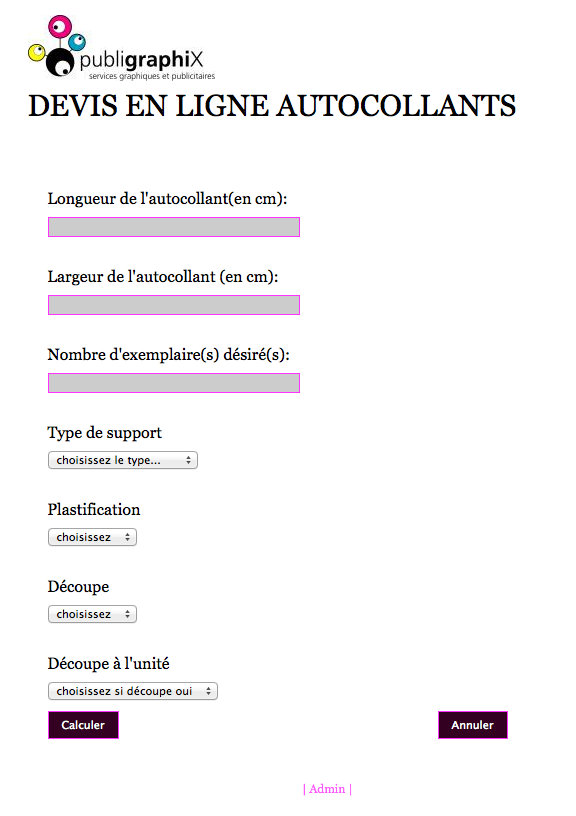 publigraphiX
services graphiques et publicitaires
DEVIS EN LIGNE AUTOCOLLANTS
Longueur de l'autocollant(en cm):
Largeur de l'autocollant (en cm):
Nombre d'exemplaire(s) désiré(s):
Type de support
choisissez le type...
Plastification
choisissez
Découpe
choisissez
Découpe à l'unité
choisissez si découpe oui
Calculer Annuler
| Admin |